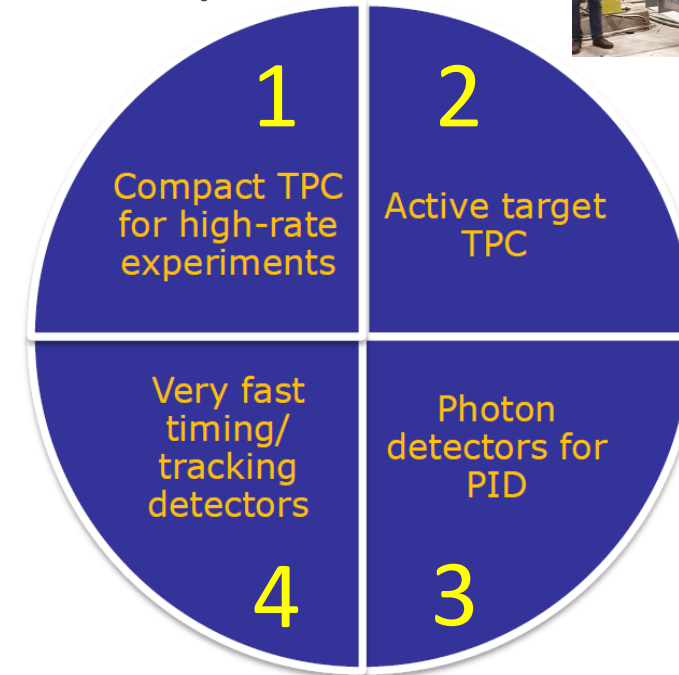 1
Compact TPC
for high-rate
experiments
2
Active target
TPC
Very fast
timing/
tracking
detectors
4
Photon
detectors for
PID
3